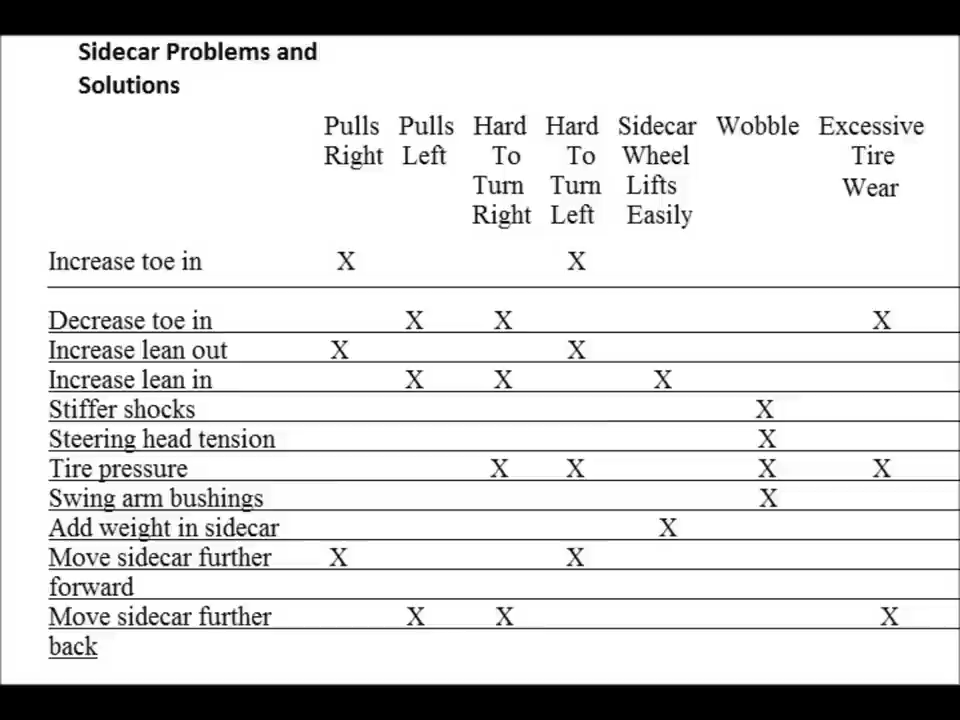 Sidecar Problems and
Solutions
Pulls Pulls Hard Hard Sidecar Wobble Excessive
Right Left To To Wheel Tire
Turn Turn Lifts Wear
Right Left Easily
Increase toe in X X
Decrease toe in X X X
Increase lean out X X
Increase lean in X X X
Stiffer shocks X
Steering head tension X
Tire pressure X X X X
Swing arm bushings X
Add weight in sidecar X
Move sidecar further X X
forward
Move sidecar further X X X
back